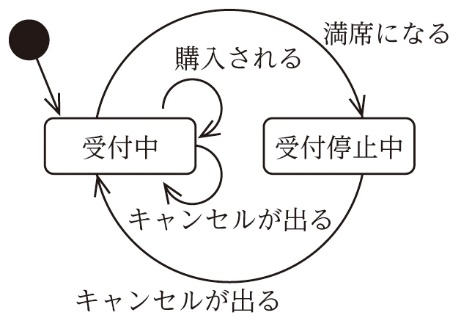 満席になる
購入される
受付中
受付停止中
キャンセルが出る
キャンセルが出る